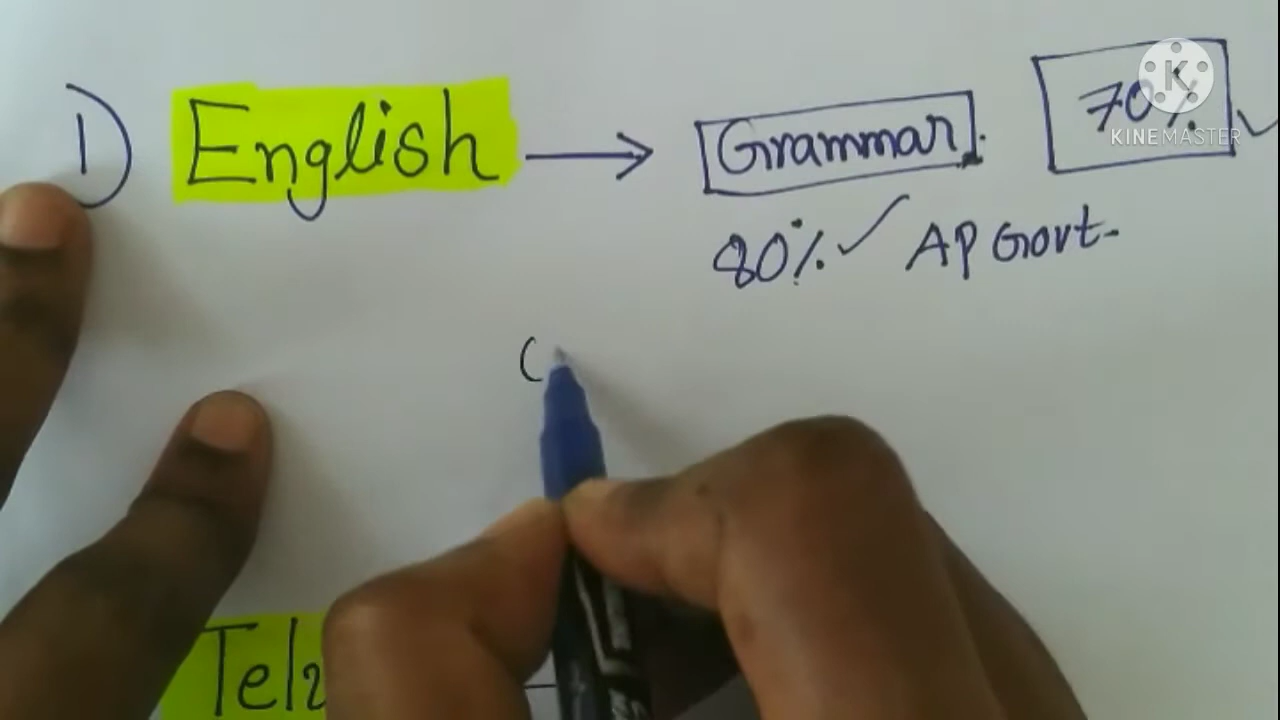 1) English → Grammar. 70% ✓
80% ✓ AP Govt.
(
K
KINEMASTER